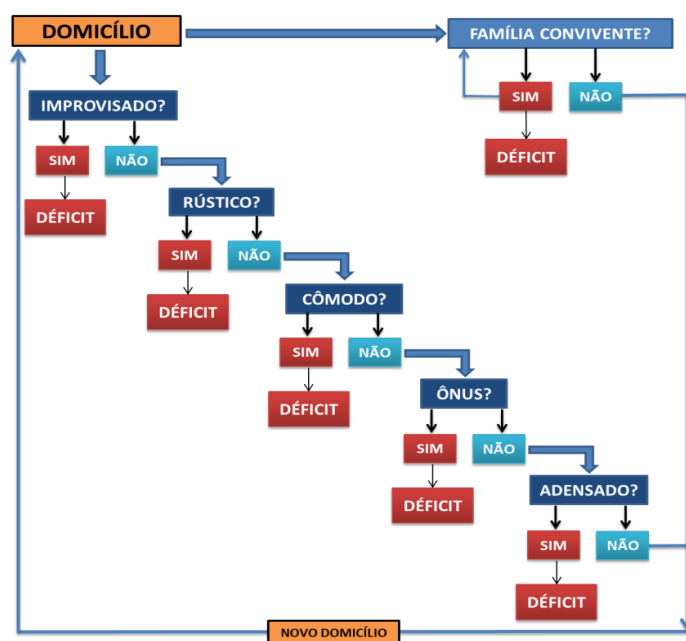 DOMICÍLIO
FAMÍLIA CONVIVENTE?
IMPROVISADO?
SIM
NÃO
SIM
NÃO
DÉFICIT
DÉFICIT
RÚSTICO?
SIM
NÃO
DÉFICIT
CÔMODO?
SIM
NÃO
DÉFICIT
ÔNUS?
SIM
NÃO
DÉFICIT
ADENSADO?
SIM
NÃO
DÉFICIT
NOVO DOMICÍLIO